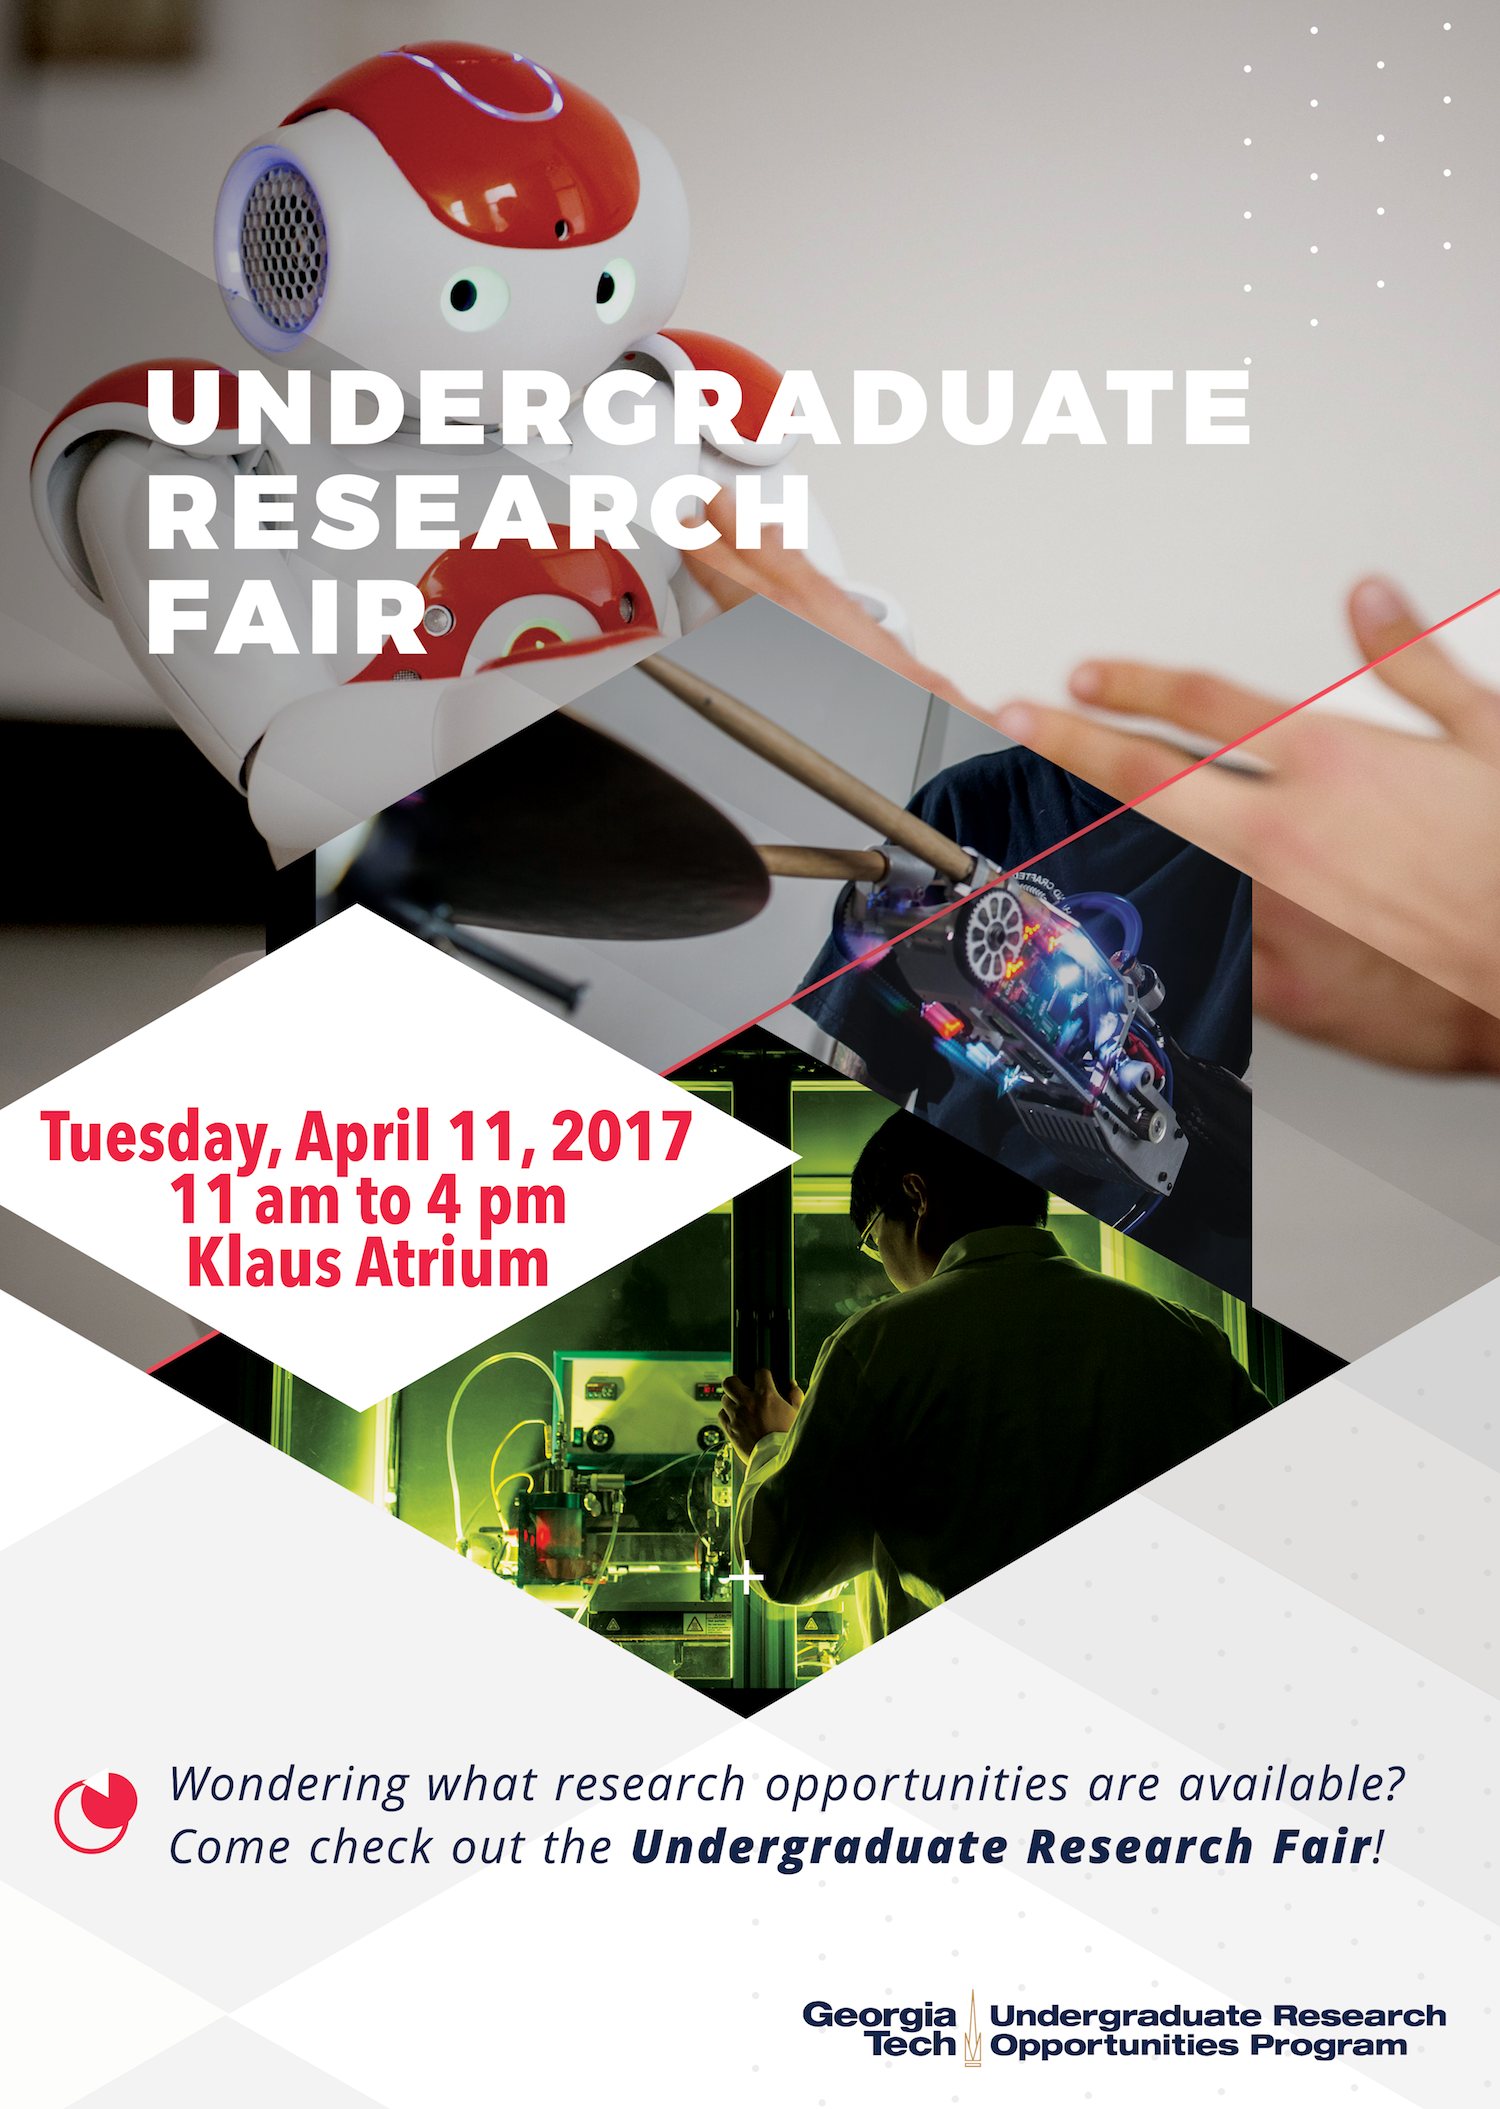 UNDERGRADUATE
RESEARCH
FAIR
Tuesday, April 11, 2017
11 am to 4 pm
Klaus Atrium
Wondering what research opportunities are available?
Come check out the Undergraduate Research Fair!
Georgia Tech
Undergraduate Research
Opportunities Program